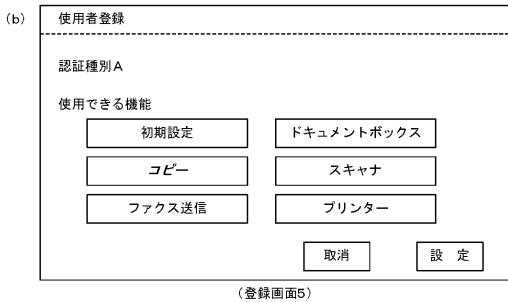 (b)
使用者登録
認証種別A
使用できる機能
初期設定 ドキュメントボックス
コピー スキャナ
ファクス送信 プリンター
取消 設 定
(登録画面5)